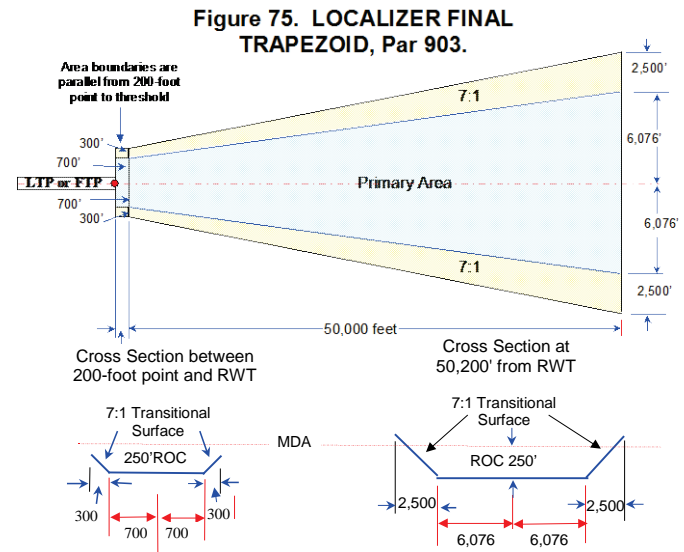 Figure 75. LOCALIZER FINAL
TRAPEZOID, Par 903.
Area boundaries are
parallel from 200-foot
point to threshold
2,500'
7:1
300'
6,076'
700'
LTP or FTP
Primary Area
700'
300'
6,076'
7:1
2,500'
50,000 feet
Cross Section between
200-foot point and RWT
Cross Section at
50,200' from RWT
7:1 Transitional
Surface
7:1 Transitional
Surface
MDA
250'ROC
ROC 250'
300
700
700
300
2,500
2,500
6,076
6,076